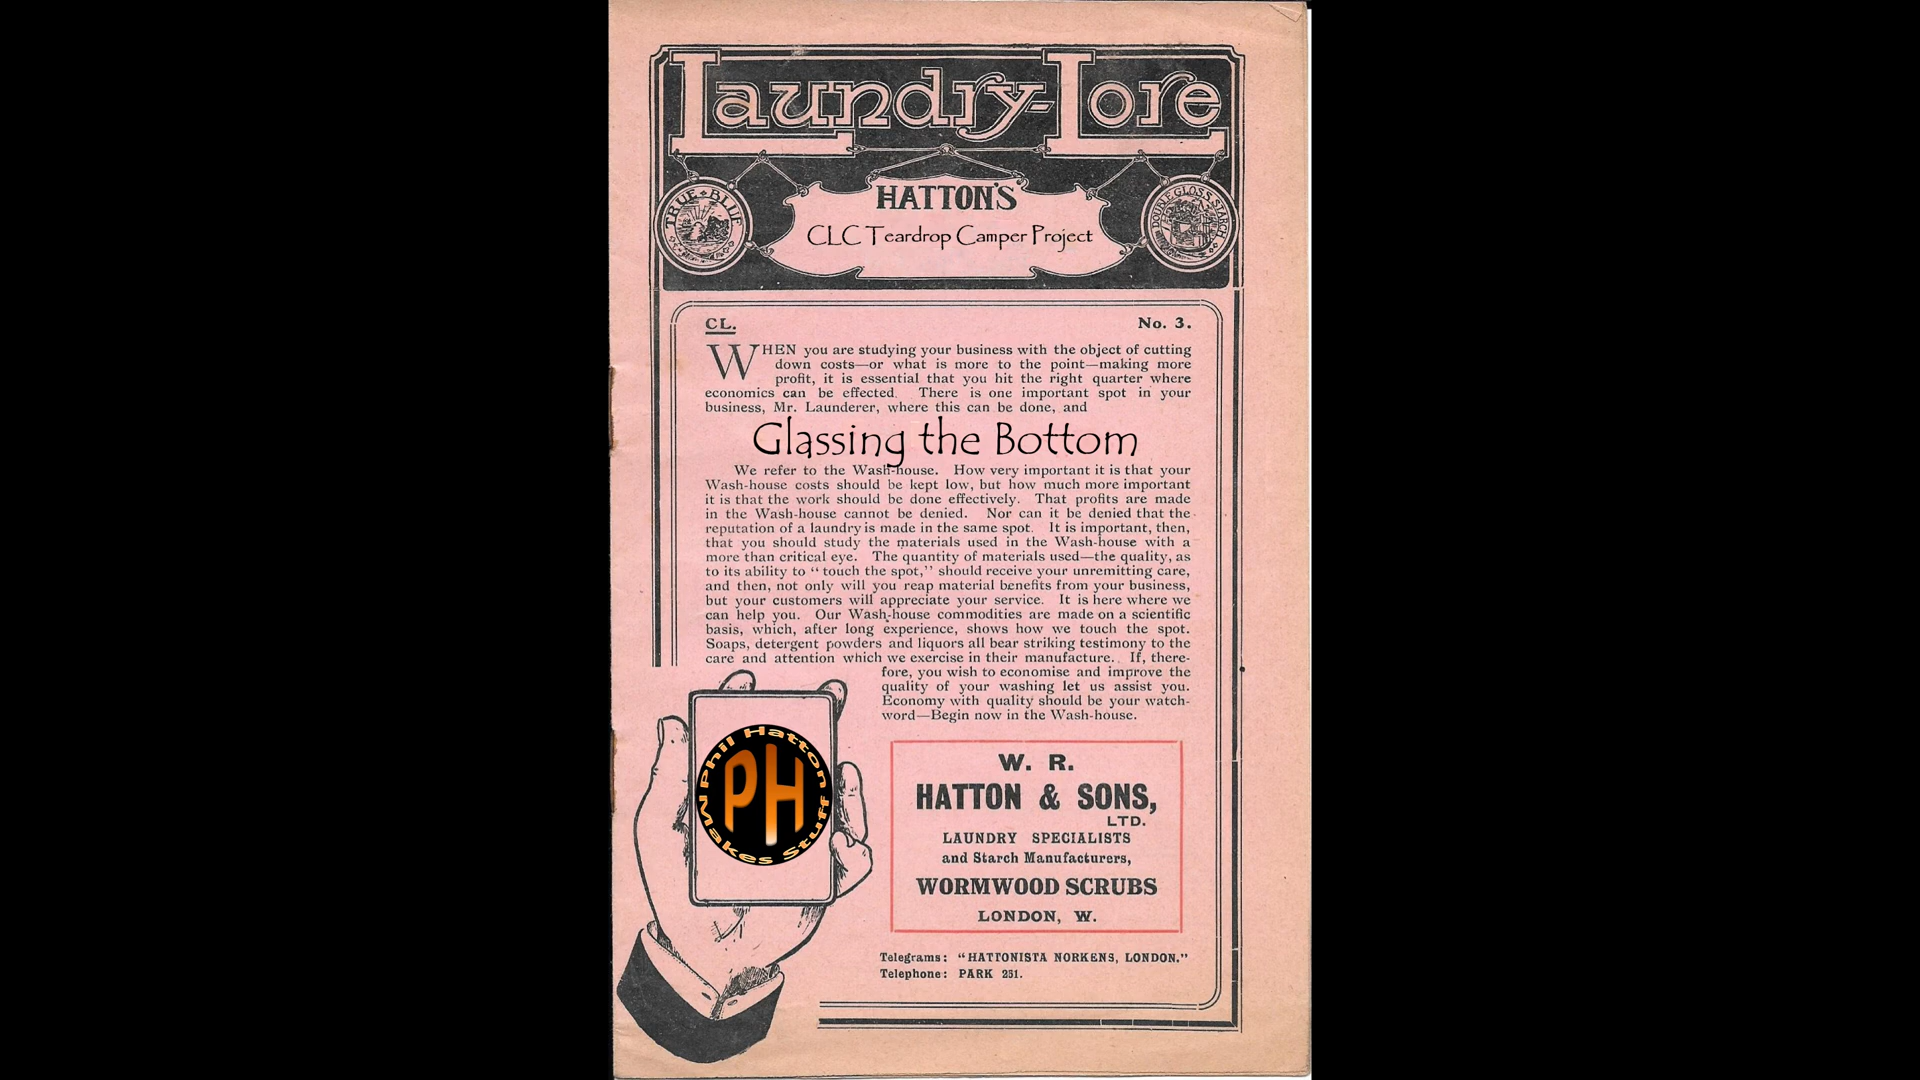 Laundry-Lore
TRUE BLUE
DOUBLE GLOSS STARCH
HATTON'S
CLC Teardrop Camper Project
CL.
No. 3.
WHEN you are studying your business with the object of cutting
down costs—or what is more to the point—making more
profit, it is essential that you hit the right quarter where
economics can be effected. There is one important spot in your
business, Mr. Launderer, where this can be done, and
Glassing the Bottom
We refer to the Wash-house. How very important it is that your
Wash-house costs should be kept low, but how much more important
it is that the work should be done effectively. That profits are made
in the Wash-house cannot be denied. Nor can it be denied that the
reputation of a laundry is made in the same spot. It is important, then,
that you should study the materials used in the Wash-house with a
more than critical eye. The quantity of materials used—the quality, as
to its ability to “ touch the spot,” should receive your unremitting care,
and then, not only will you reap material benefits from your business,
but your customers will appreciate your service. It is here where we
can help you. Our Wash-house commodities are made on a scientific
basis, which, after long experience, shows how we touch the spot.
Soaps, detergent powders and liquors all bear striking testimony to the
care and attention which we exercise in their manufacture. If, there-
fore, you wish to economise and improve the
quality of your washing let us assist you.
Economy with quality should be your watch-
word—Begin now in the Wash-house.
Phil Hatton
PH
Makes Stuff
W. R.
HATTON & SONS,
LTD.
LAUNDRY SPECIALISTS
and Starch Manufacturers,
WORMWOOD SCRUBS
LONDON, W.
Telegrams: “HATTONISTA NORKENS, LONDON.”
Telephone: PARK 231.